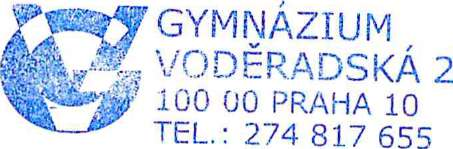 GYMNÁZIUM
VODĚRADSKÁ 2
100 00 PRAHA 10
TEL.: 274 817 655